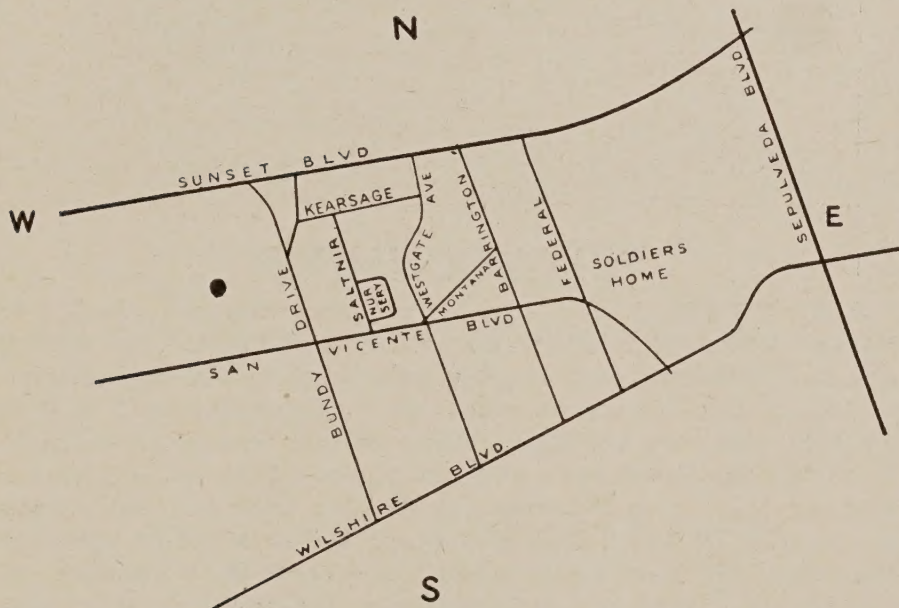 N
SUNSET BLVD
W
KEARSAGE
SALTNIR
NUR
SERY
WESTGATE AVE
MONTANAR
BARRINGTON
FEDERAL
SOLDIERS
HOME
SEPULVEDA BLVD
E
BUNDY DRIVE
SAN VICENTE BLVD
WILSHIRE BLVD.
S